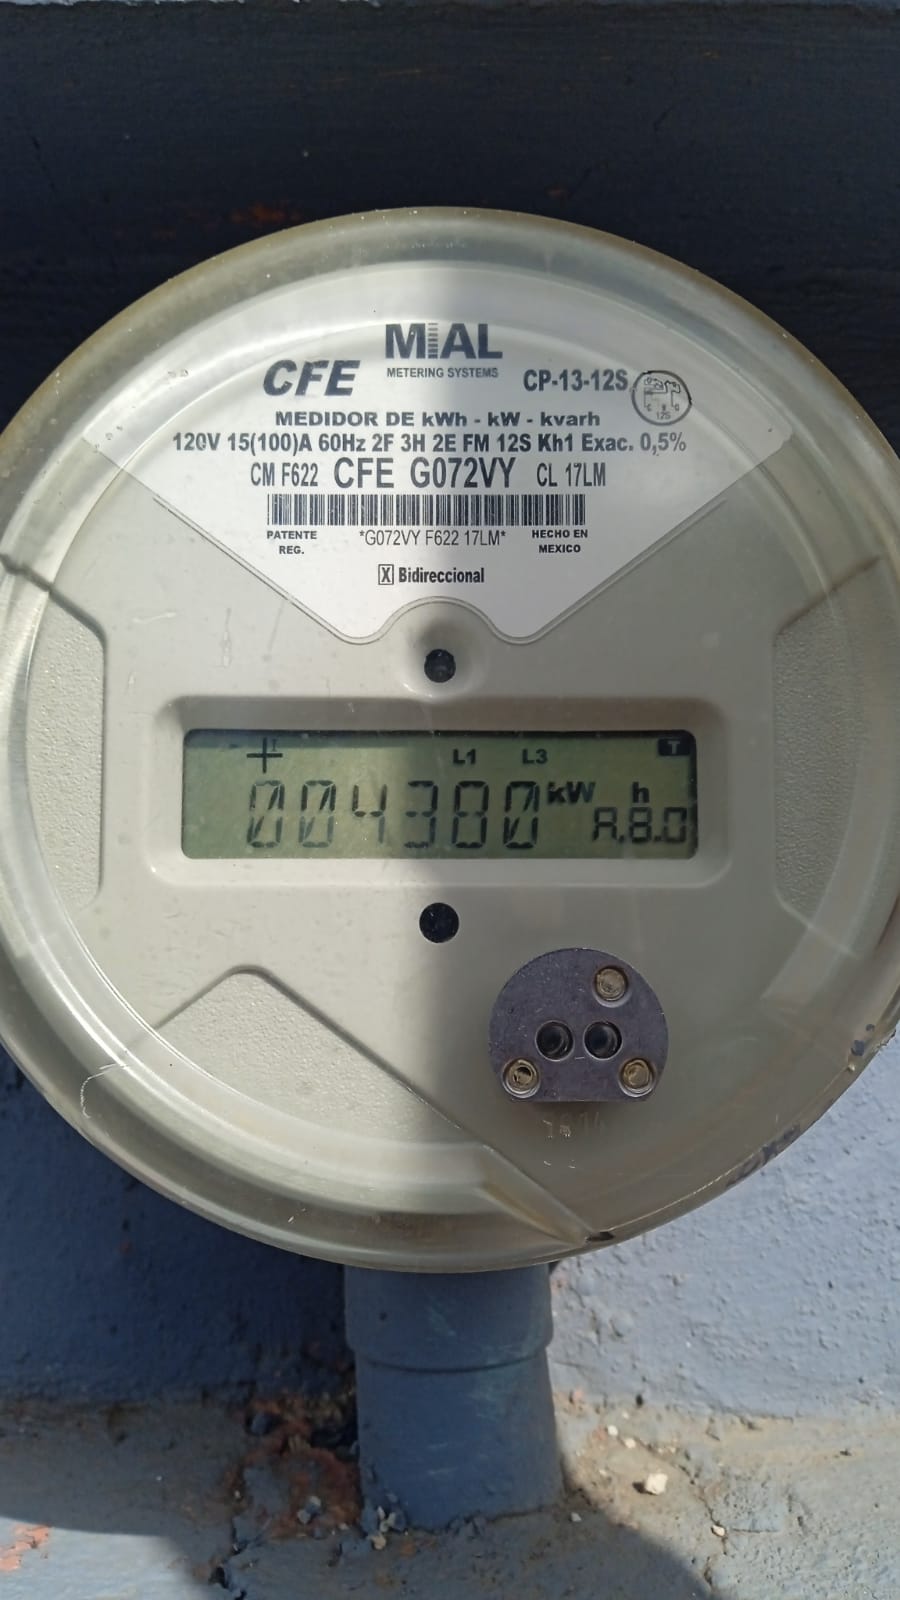 MIAL
METERING SYSTEMS
CFE
CP-13-12S
MEDIDOR DE kWh - kW - kvarh
120V 15(100)A 60Hz 2F 3H 2E FM 12S Kh1 Exac. 0,5%
CM F622 CFE G072VY CL 17LM
PATENTE REG.
*G072VY F622 17LM*
HECHO EN MEXICO
X Bidireccional
L1 L3 T
004380 kW h A.8.0